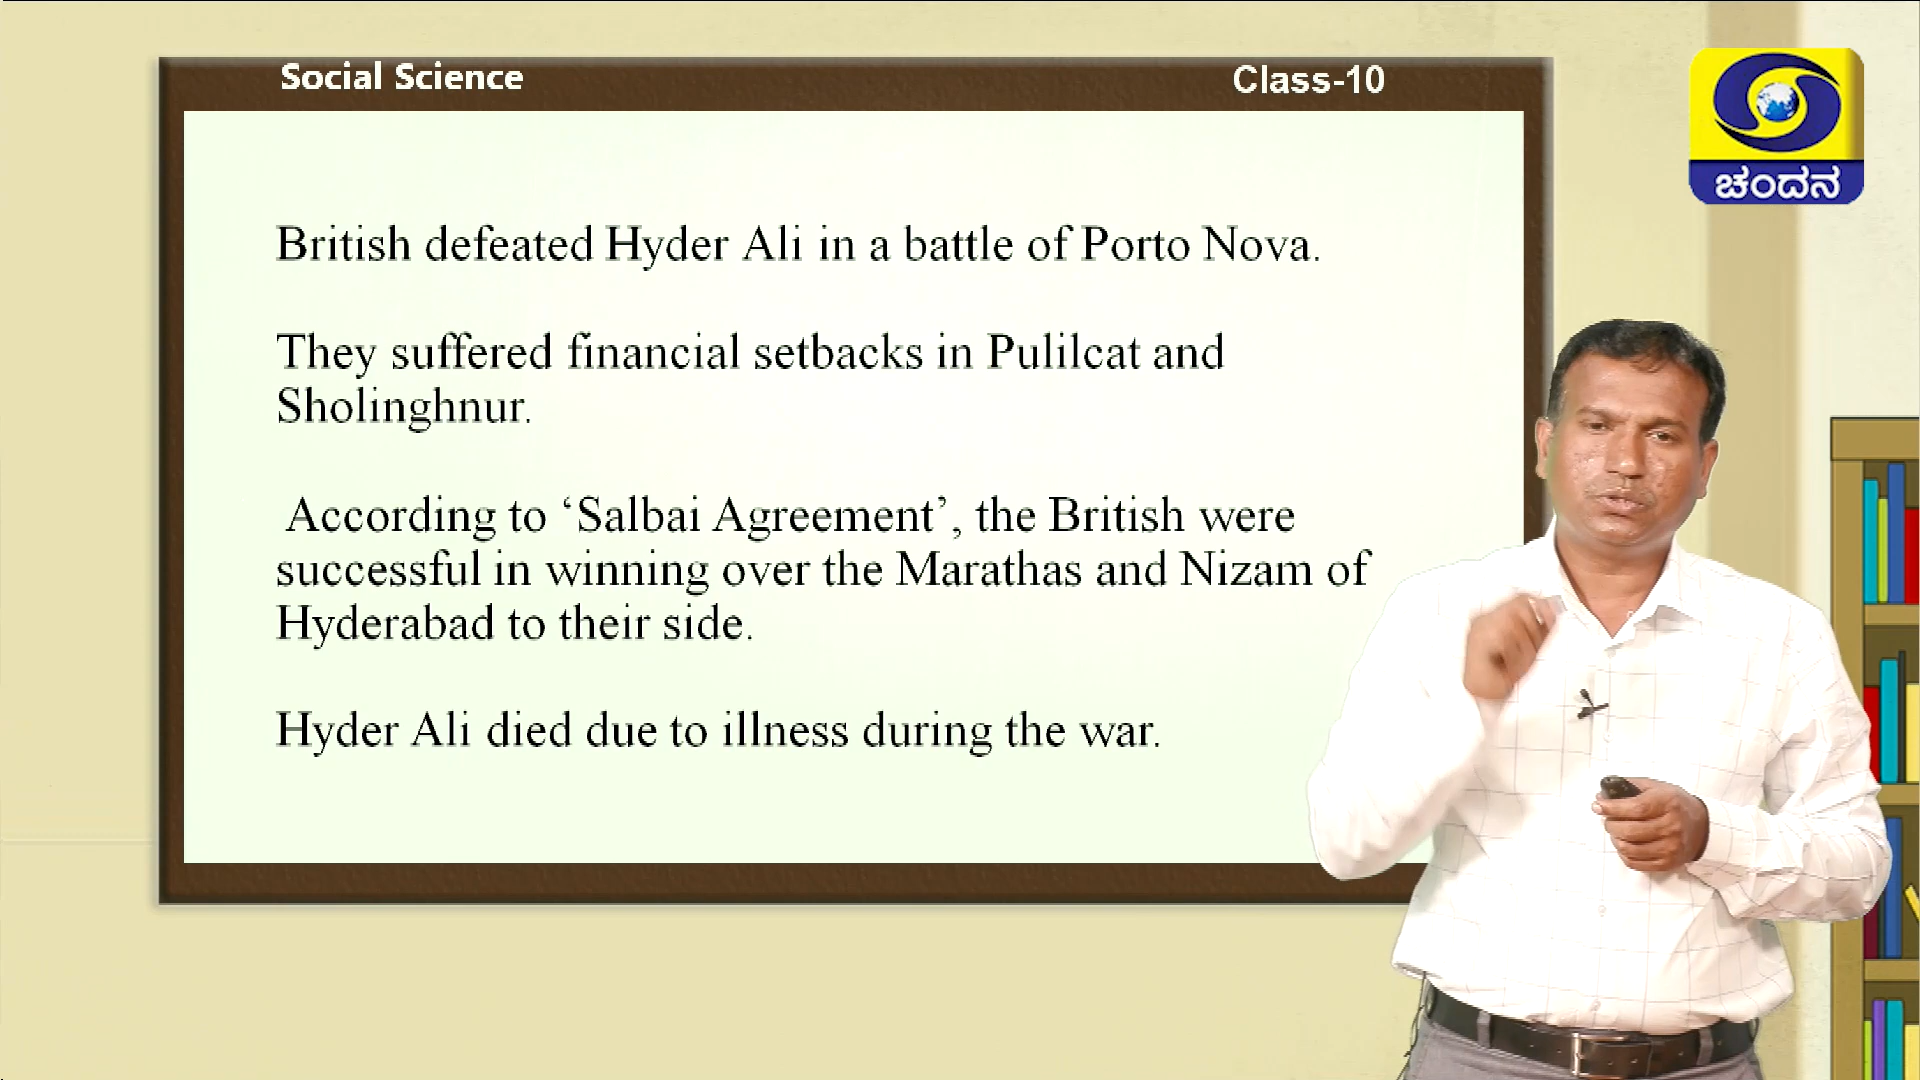 Social Science
Class-10
ಚಂದನ
British defeated Hyder Ali in a battle of Porto Nova.
They suffered financial setbacks in Pulilcat and
Sholinghnur.
According to ‘Salbai Agreement’, the British were
successful in winning over the Marathas and Nizam of
Hyderabad to their side.
Hyder Ali died due to illness during the war.